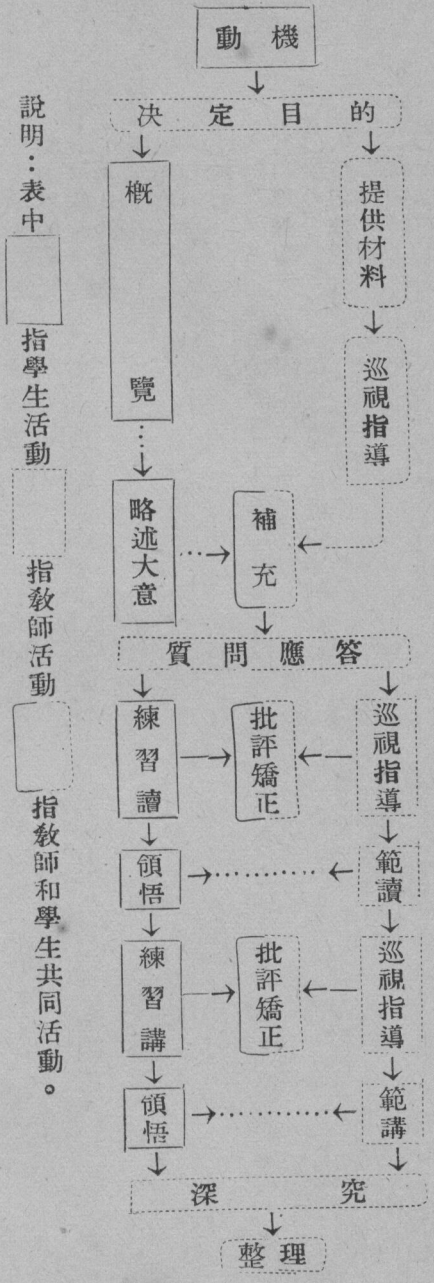 動機
決定目的
提供材料
巡視指導
概覽
略述大意
補充
質問應答
巡視指導
批評矯正
練習讀
範讀
領悟
巡視指導
批評矯正
練習講
範講
領悟
深究
整理
說明：表中 指學生活動 指敎師活動 指敎師和學生共同活動。